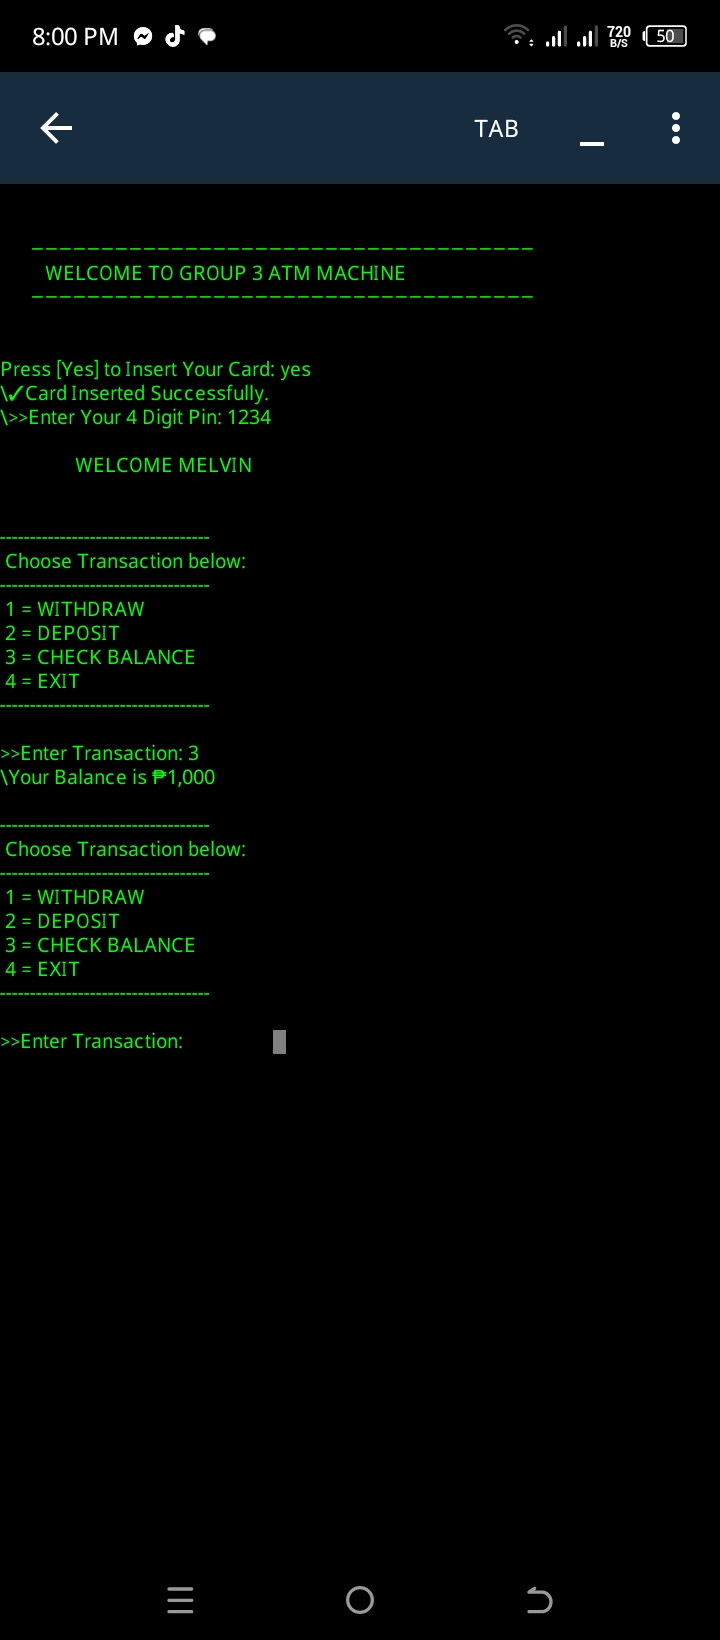 8:00 PM 720 B/S 50
TAB
------------------------------------
WELCOME TO GROUP 3 ATM MACHINE
------------------------------------
Press [Yes] to Insert Your Card: yes
\✓Card Inserted Successfully.
\>>Enter Your 4 Digit Pin: 1234
WELCOME MELVIN
-----------------------------------
Choose Transaction below:
-----------------------------------
1 = WITHDRAW
2 = DEPOSIT
3 = CHECK BALANCE
4 = EXIT
-----------------------------------
>>Enter Transaction: 3
\Your Balance is ₱1,000
-----------------------------------
Choose Transaction below:
-----------------------------------
1 = WITHDRAW
2 = DEPOSIT
3 = CHECK BALANCE
4 = EXIT
-----------------------------------
>>Enter Transaction: